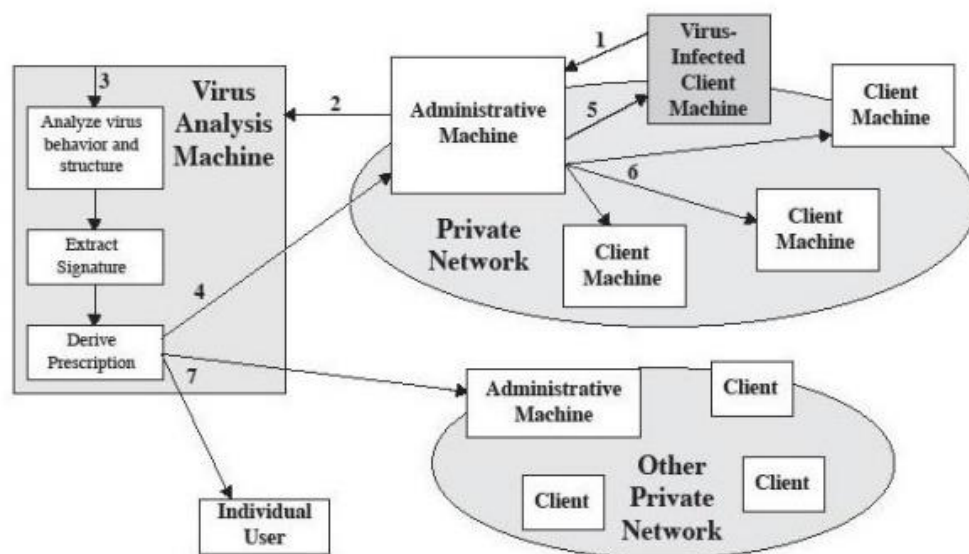 3
Analyze virus
behavior and
structure
Extract
Signature
Derive
Prescription
Virus
Analysis
Machine
2
4
7
Administrative
Machine
1
Virus-
Infected
Client
Machine
5
6
Client
Machine
Client
Machine
Client
Machine
Private
Network
Administrative
Machine
Client
Client
Client
Other
Private
Network
Individual
User